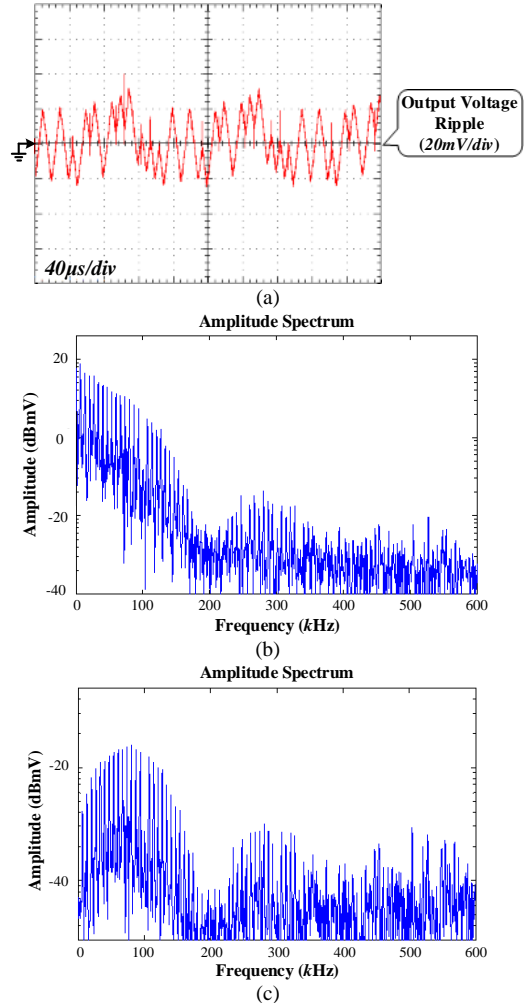 Output Voltage
Ripple
(20mV/div)
40μs/div
(a)
Amplitude Spectrum
20
0
-20
-40
Amplitude (dBmV)
0 100 200 300 400 500 600
Frequency (kHz)
(b)
Amplitude Spectrum
-20
-40
Amplitude (dBmV)
0 100 200 300 400 500 600
Frequency (kHz)
(c)